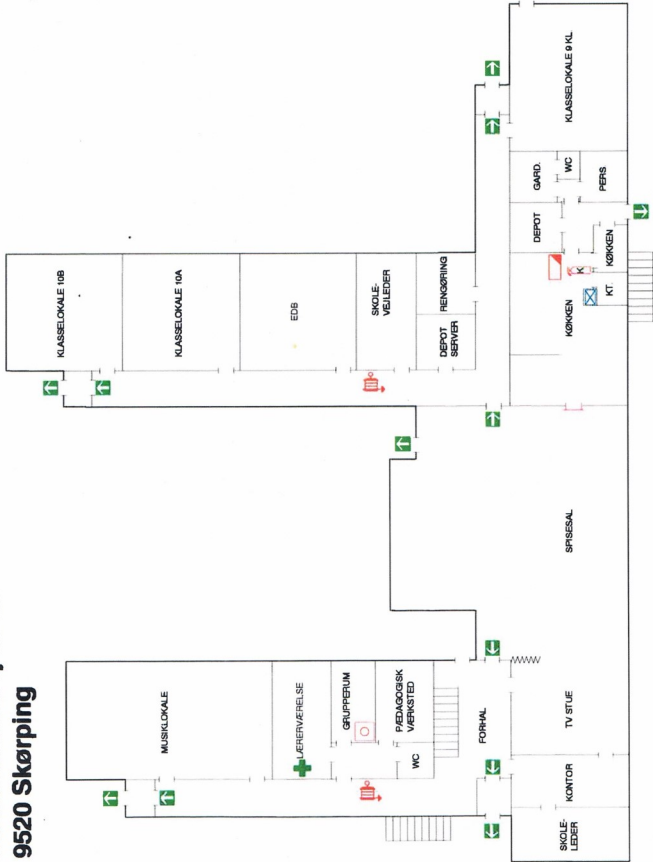 9520 Skørping
KLASSELOKALE 10B
KLASSELOKALE 10A
EDB
SKOLE-
VEJLEDER
DEPOT
SERVER
RENGØRING
KLASSELOKALE 9 KL
GARD.
WC
PERS
DEPOT
KØKKEN
K
KØKKEN
KT.
SPISESAL
MUSIKLOKALE
LÆRERVÆRELSE
GRUPPERUM
PÆDAGOGISK
VÆRKSTED
WC
FORHAL
TV STUE
KONTOR
SKOLE-
LEDER